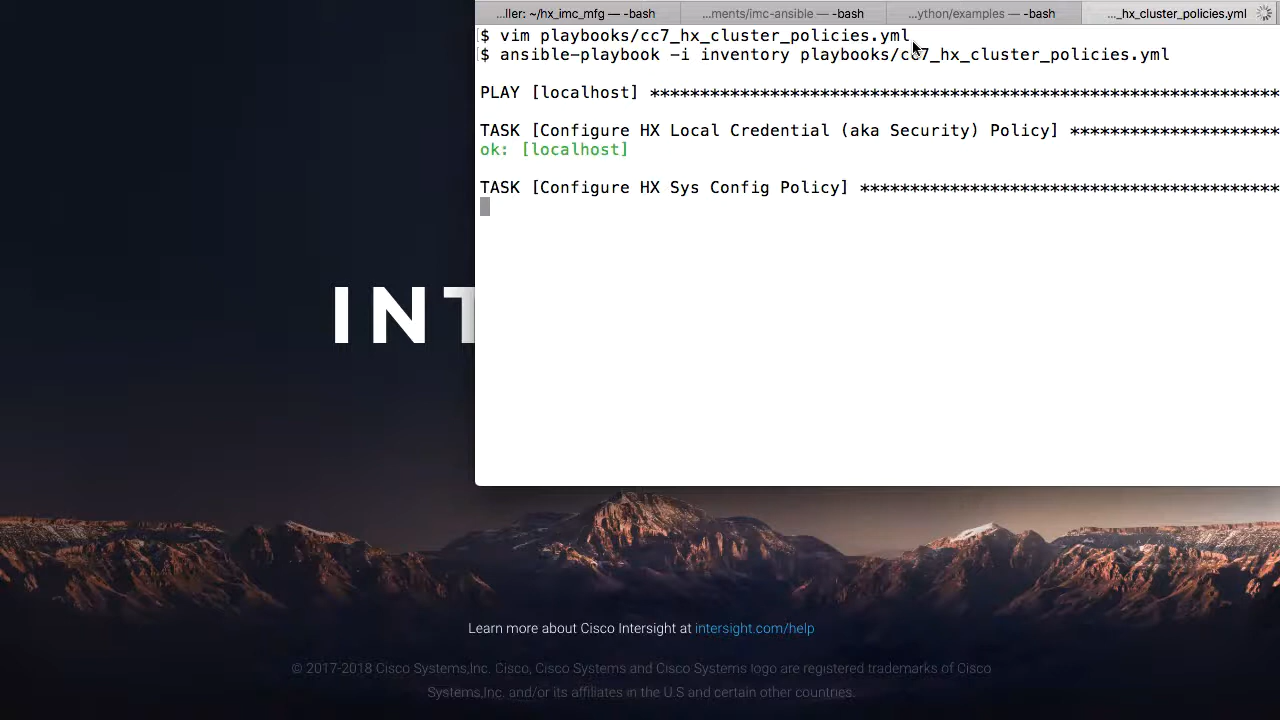 ...ller: ~/hx_imc_mfg — -bash
...ments/imc-ansible — -bash
...ython/examples — -bash
..._hx_cluster_policies.yml
$ vim playbooks/cc7_hx_cluster_policies.yml
$ ansible-playbook -i inventory playbooks/cc7_hx_cluster_policies.yml
PLAY [localhost] ***************************************************************
TASK [Configure HX Local Credential (aka Security) Policy] *********************
ok: [localhost]
TASK [Configure HX Sys Config Policy] ******************************************
INT
Learn more about Cisco Intersight at intersight.com/help
© 2017-2018 Cisco Systems,Inc. Cisco, Cisco Systems and Cisco Systems logo are registered trademarks of Cisco
Systems,Inc. and/or its affiliates in the U.S and certain other countries.